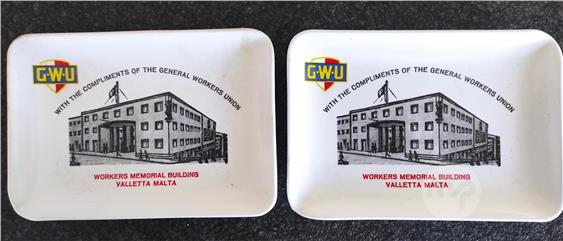 G·W·U
WITH THE COMPLIMENTS OF THE GENERAL WORKERS UNION
WORKERS MEMORIAL BUILDING
VALLETTA MALTA
G·W·U
WITH THE COMPLIMENTS OF THE GENERAL WORKERS UNION
WORKERS MEMORIAL BUILDING
VALLETTA MALTA